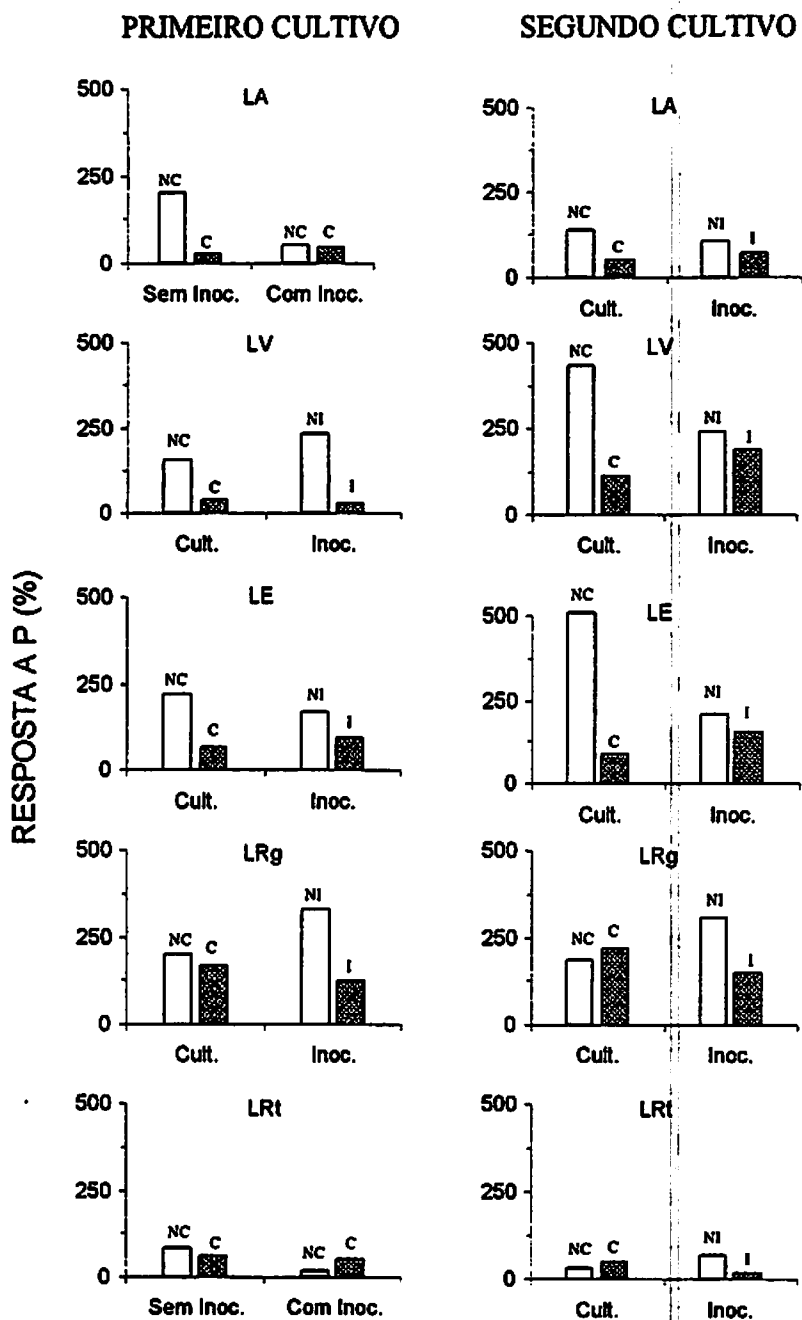 PRIMEIRO CULTIVO
SEGUNDO CULTIVO
RESPOSTA A P (%)
LA
500
250
0
NC
C
NC
C
Sem Inoc.
Com Inoc.
LA
500
250
0
NC
C
NI
I
Cult.
Inoc.
LV
500
250
0
NC
C
NI
I
Cult.
Inoc.
LV
500
250
0
NC
C
NI
I
Cult.
Inoc.
LE
500
250
0
NC
C
NI
I
Cult.
Inoc.
LE
500
250
0
NC
C
NI
I
Cult.
Inoc.
LRg
500
250
0
NC
C
NI
I
Cult.
Inoc.
LRg
500
250
0
NC
C
NI
I
Cult.
Inoc.
LRt
500
250
0
NC
C
NC
C
Sem Inoc.
Com Inoc.
LRt
500
250
0
NC
C
NI
I
Cult.
Inoc.